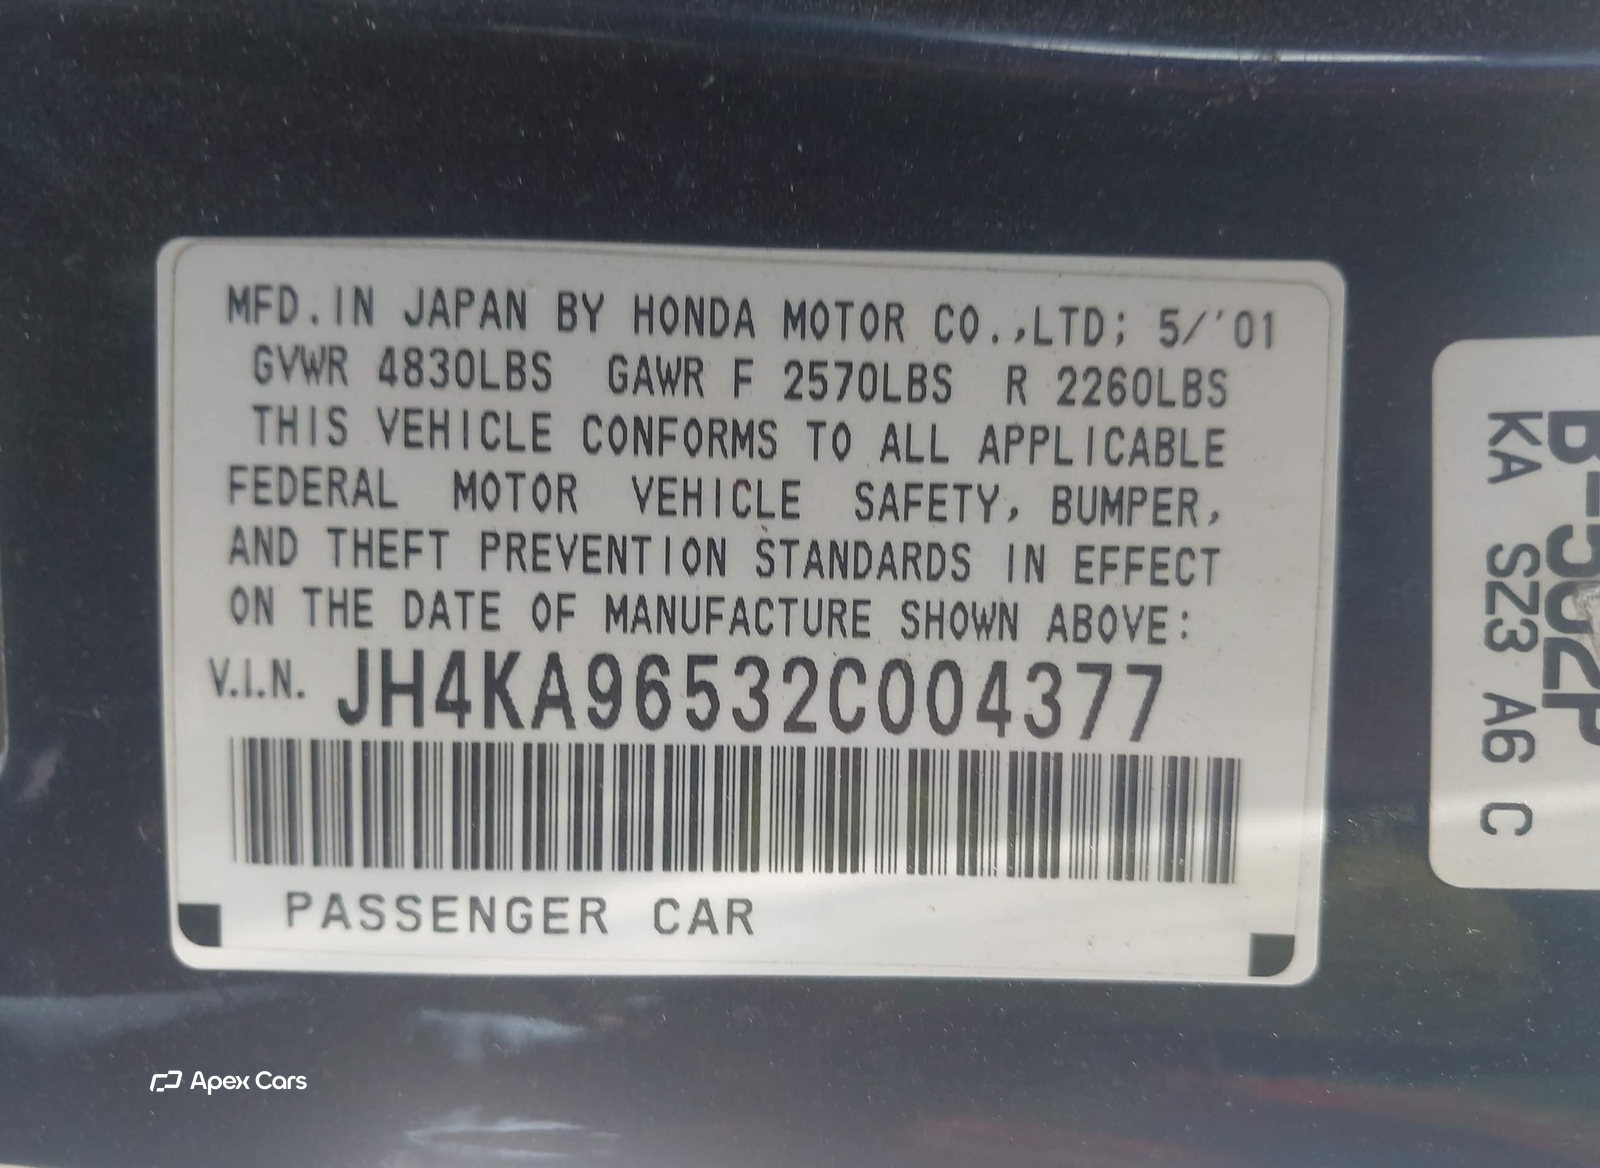 MFD. IN JAPAN BY HONDA MOTOR CO.,LTD; 5/'01
GVWR 4830LBS GAWR F 2570LBS R 2260LBS
THIS VEHICLE CONFORMS TO ALL APPLICABLE
FEDERAL MOTOR VEHICLE SAFETY, BUMPER,
AND THEFT PREVENTION STANDARDS IN EFFECT
ON THE DATE OF MANUFACTURE SHOWN ABOVE:
V.I.N. JH4KA96532C004377
PASSENGER CAR
B-502P
KA SZ3 A6 C
Apex Cars